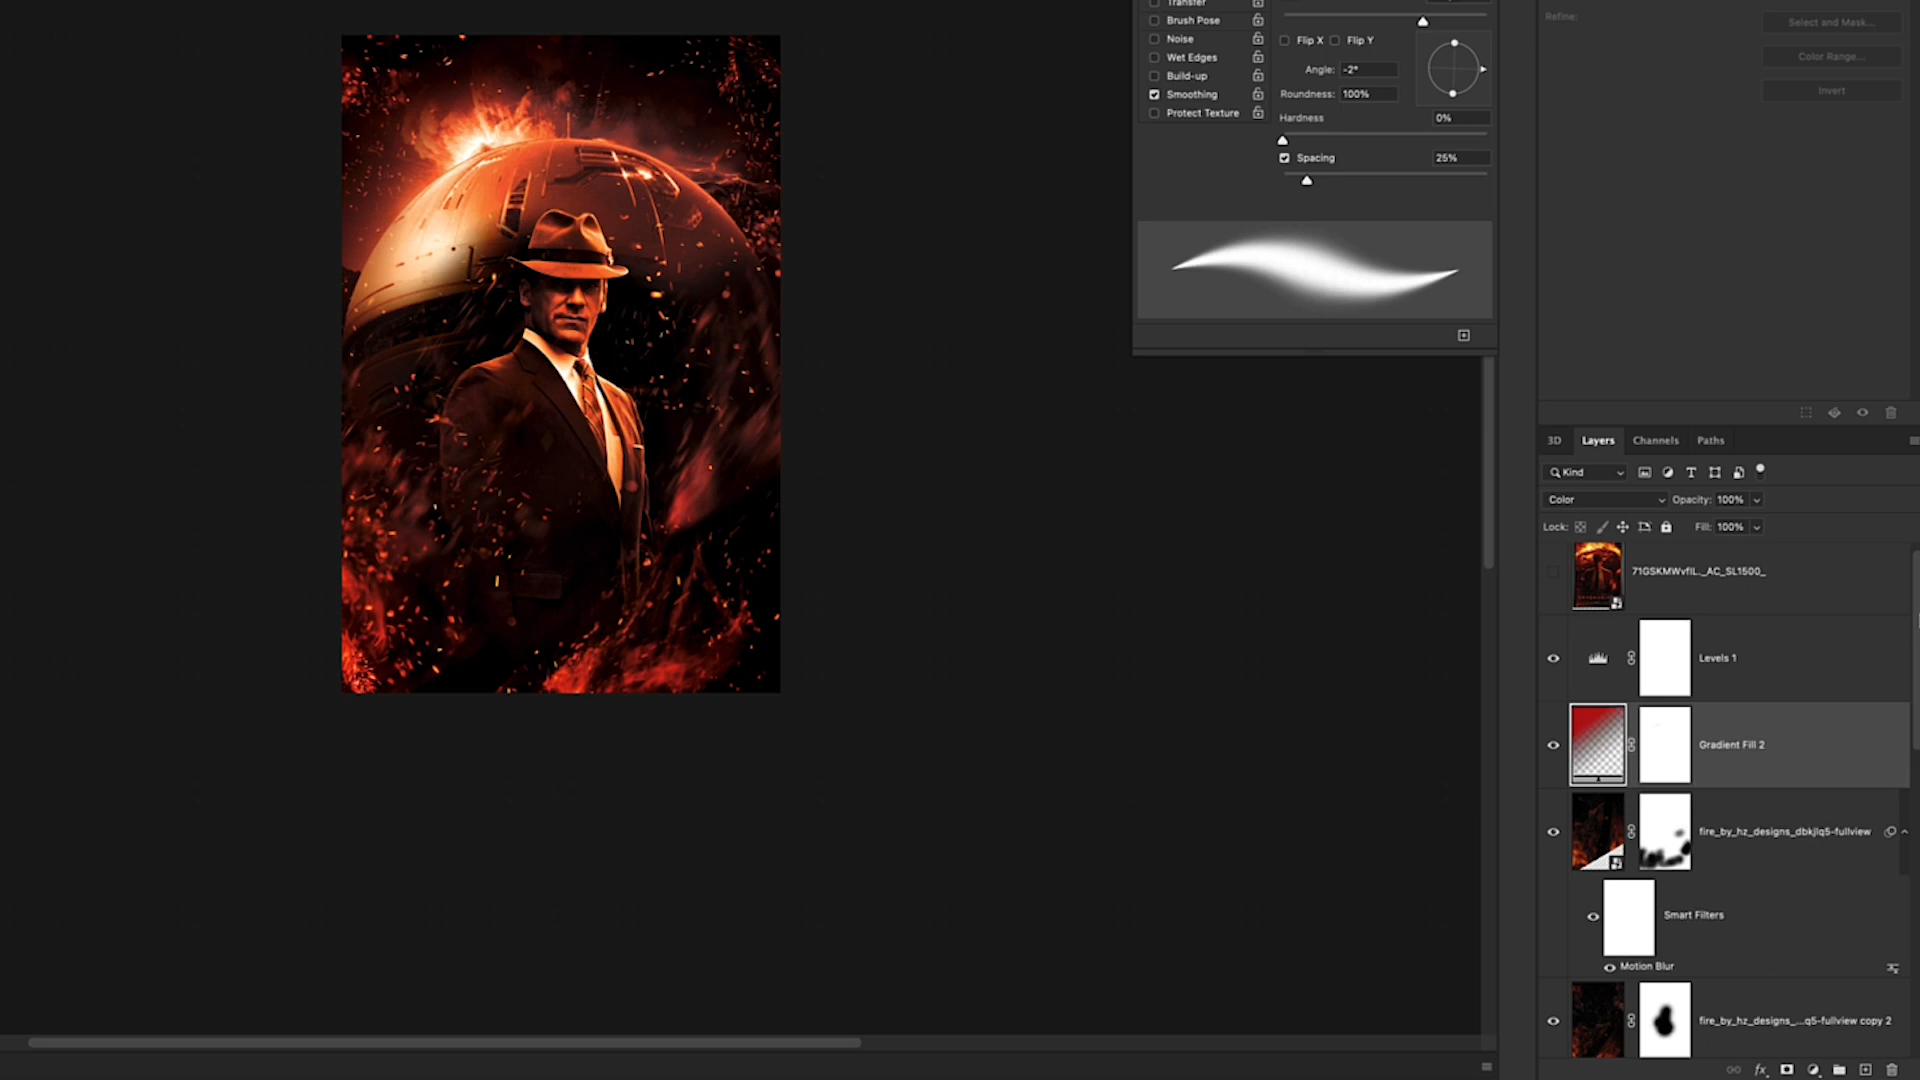 Transfer
Brush Pose
Noise
Wet Edges
Build-up
Smoothing
Protect Texture
Flip X Flip Y
Angle: -2°
Roundness: 100%
Hardness 0%
Spacing 25%
Refine:
Select and Mask...
Color Range...
Invert
3D Layers Channels Paths
Kind
Color Opacity: 100%
Lock: Fill: 100%
71GSKMWvfIL._AC_SL1500_
Levels 1
Gradient Fill 2
fire_by_hz_designs_dbkjlq5-fullview
Smart Filters
Motion Blur
fire_by_hz_designs_...q5-fullview copy 2
fx